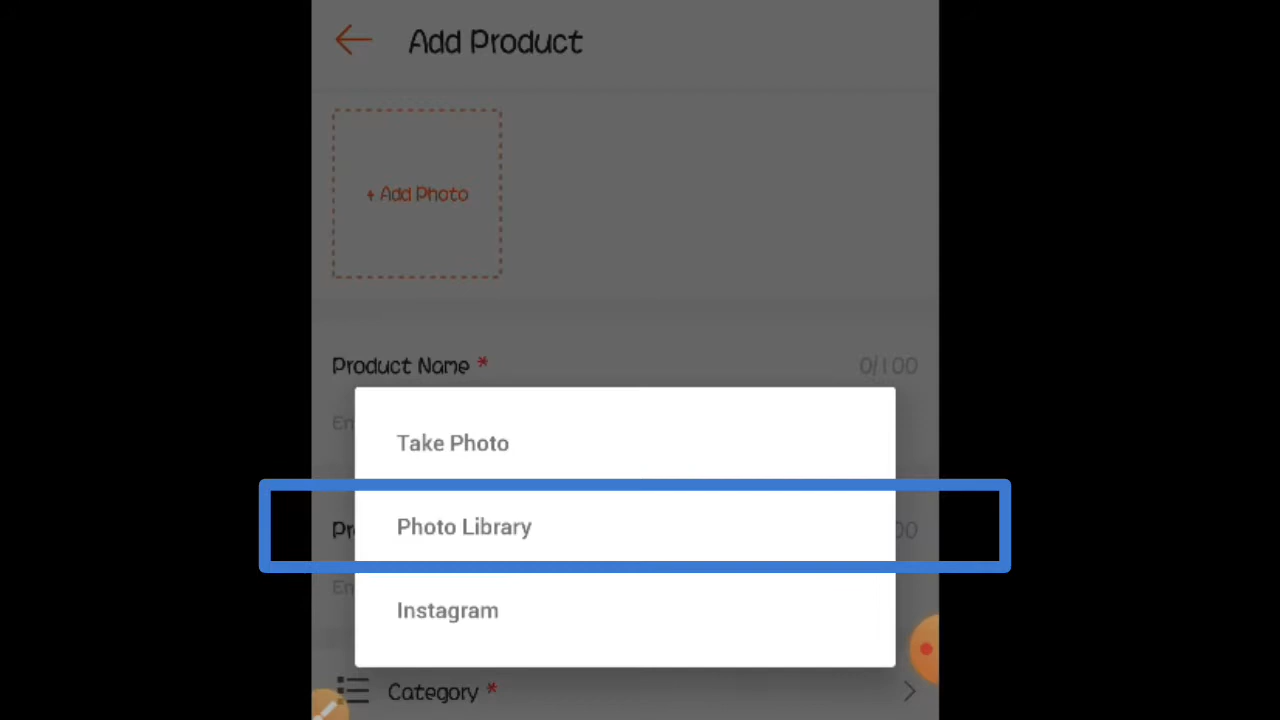 Add Product
+ Add Photo
Product Name *
0/100
Take Photo
Photo Library
Instagram
Category *